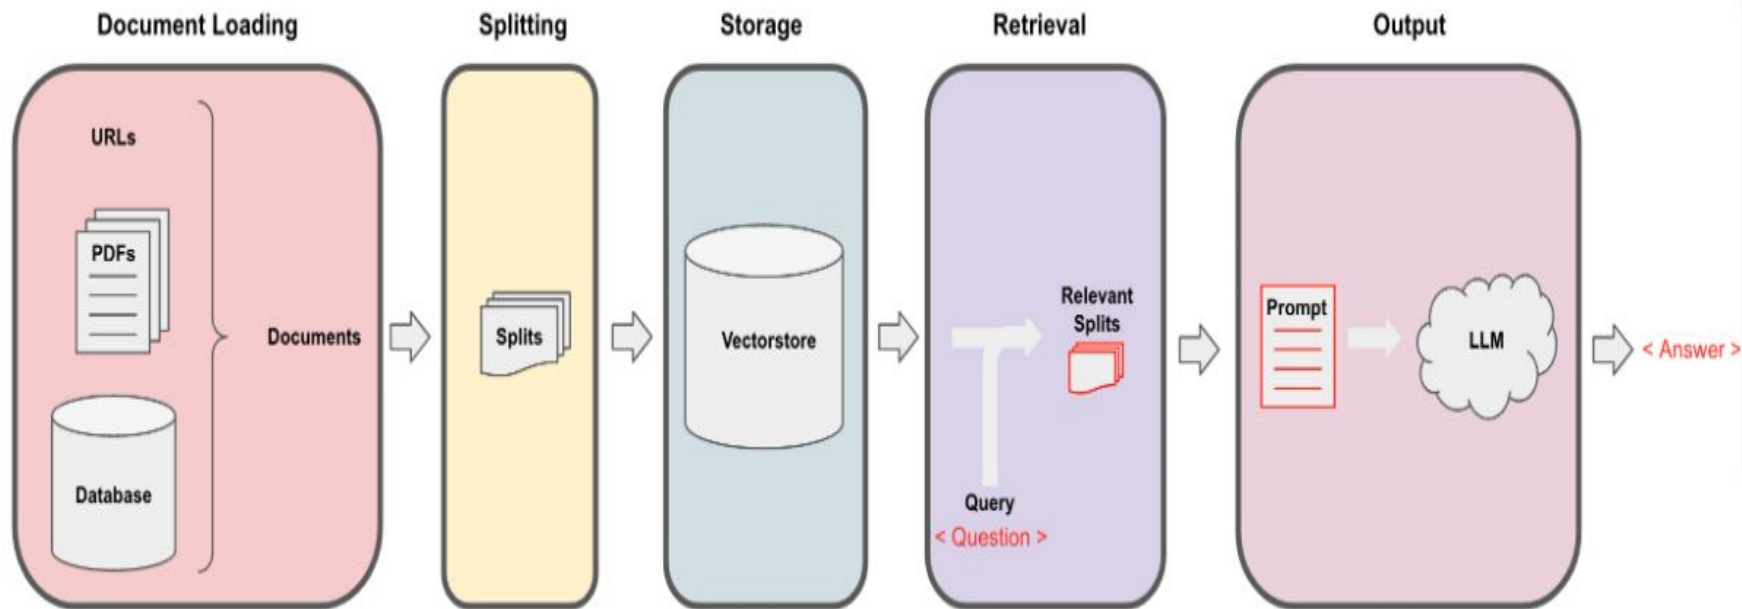 Document Loading
Splitting
Storage
Retrieval
Output
URLs
PDFs
Documents
Database
Splits
Vectorstore
Relevant
Splits
Query
< Question >
Prompt
LLM
< Answer >